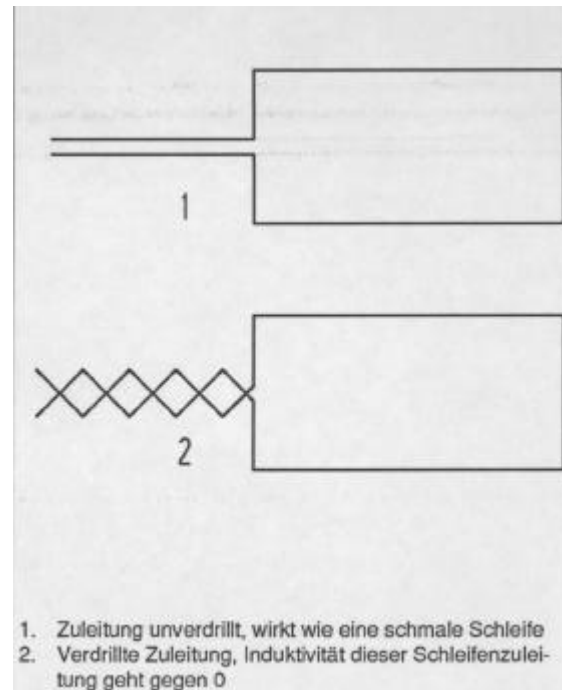 1
2
1. Zuleitung unverdrillt, wirkt wie eine schmale Schleife
2. Verdrillte Zuleitung, Induktivität dieser Schleifenzulei-
tung geht gegen 0